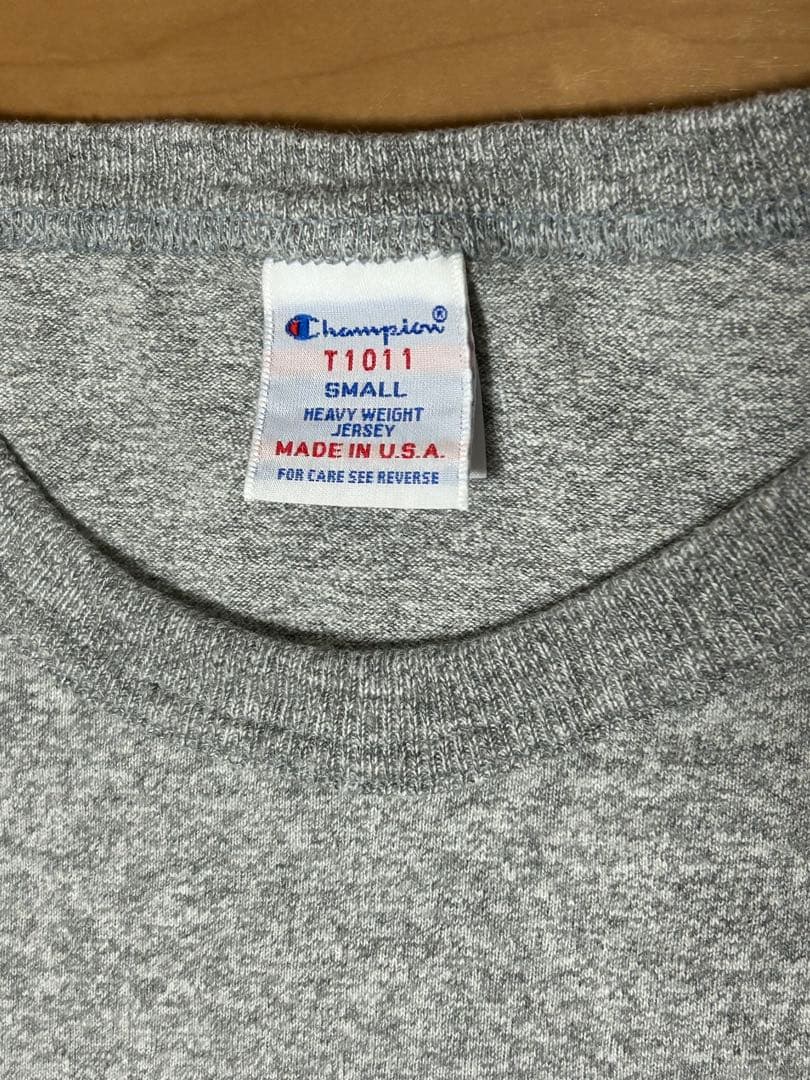 Champion®
T1011
SMALL
HEAVY WEIGHT
JERSEY
MADE IN U.S.A.
FOR CARE SEE REVERSE